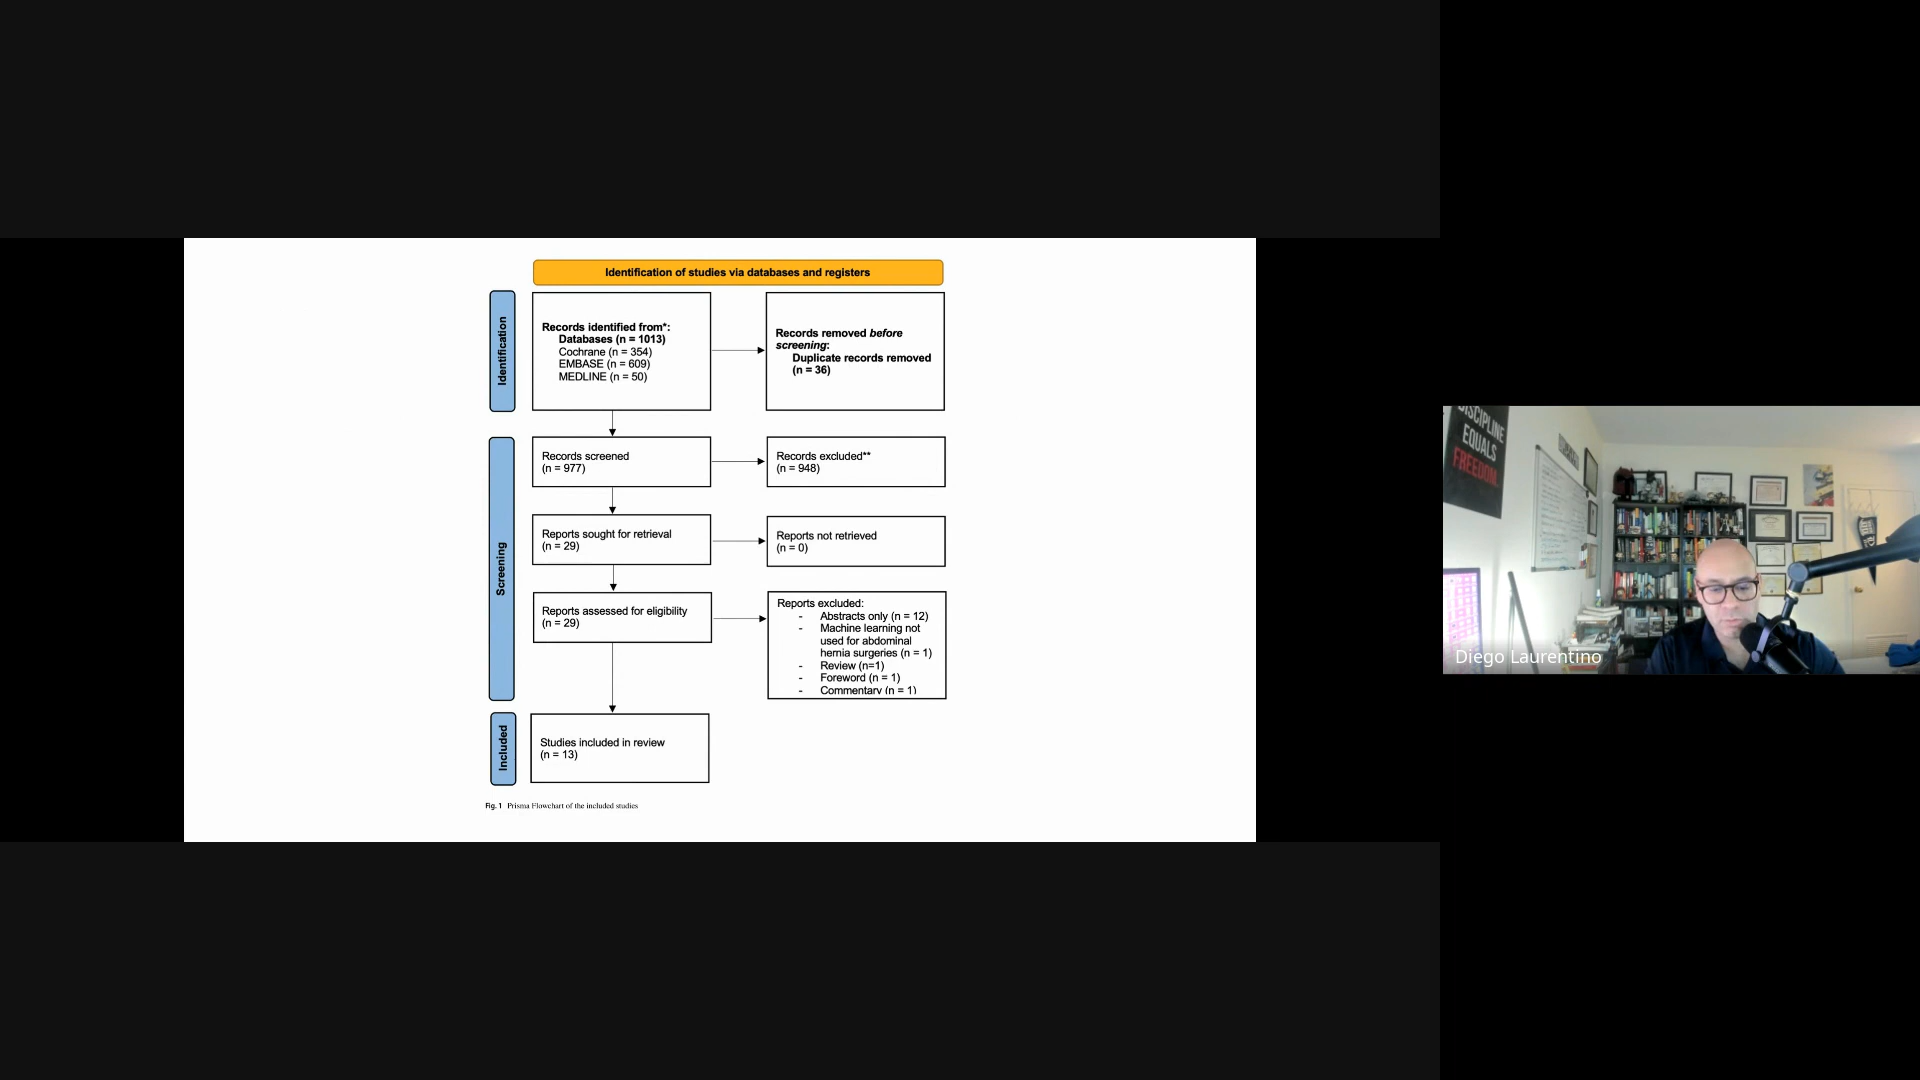 Identification of studies via databases and registers
Identification
Records identified from*:
Databases (n = 1013)
Cochrane (n = 354)
EMBASE (n = 609)
MEDLINE (n = 50)
Records removed before
screening:
Duplicate records removed
(n = 36)
Screening
Records screened
(n = 977)
Records excluded**
(n = 948)
Reports sought for retrieval
(n = 29)
Reports not retrieved
(n = 0)
Reports assessed for eligibility
(n = 29)
Reports excluded:
- Abstracts only (n = 12)
- Machine learning not
used for abdominal
hernia surgeries (n = 1)
- Review (n=1)
- Foreword (n = 1)
- Commentary (n = 1)
Included
Studies included in review
(n = 13)
Fig. 1 Prisma Flowchart of the included studies
DISCIPLINE
EQUALS
FREEDOM.
Diego Laurentino